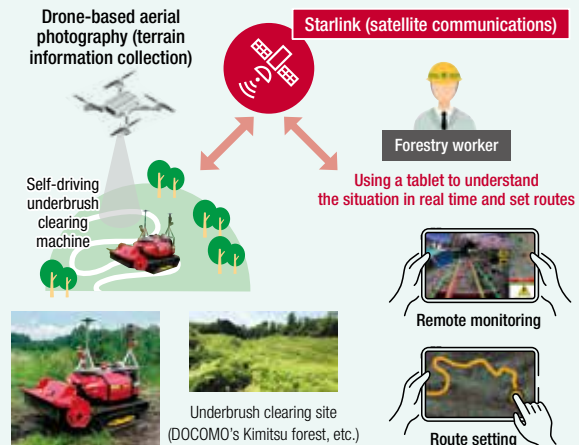 Drone-based aerial
photography (terrain
information collection)
Starlink (satellite communications)
Forestry worker
Using a tablet to understand
the situation in real time and set routes
Self-driving
underbrush
clearing
machine
Remote monitoring
Underbrush clearing site
(DOCOMO's Kimitsu forest, etc.)
Route setting